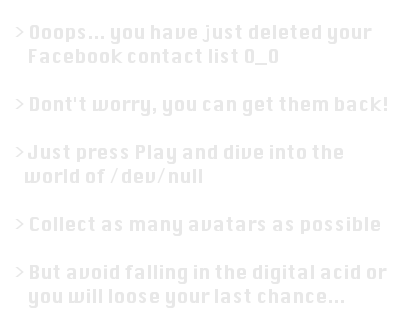 > Ooops... you have just deleted your
Facebook contact list 0_0
> Dont't worry, you can get them back!
> Just press Play and dive into the
world of /dev/null
> Collect as many avatars as possible
> But avoid falling in the digital acid or
you will loose your last chance...